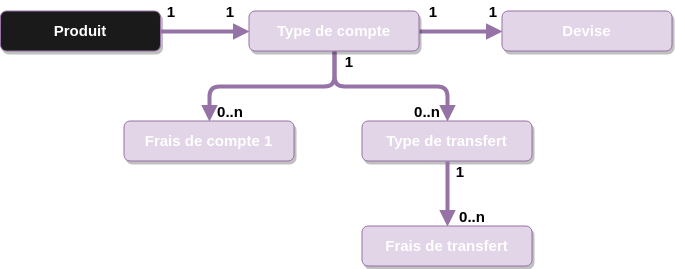 1 1 1 1
Produit Type de compte Devise
1
0..n 0..n
Frais de compte 1 Type de transfert
1
0..n
Frais de transfert